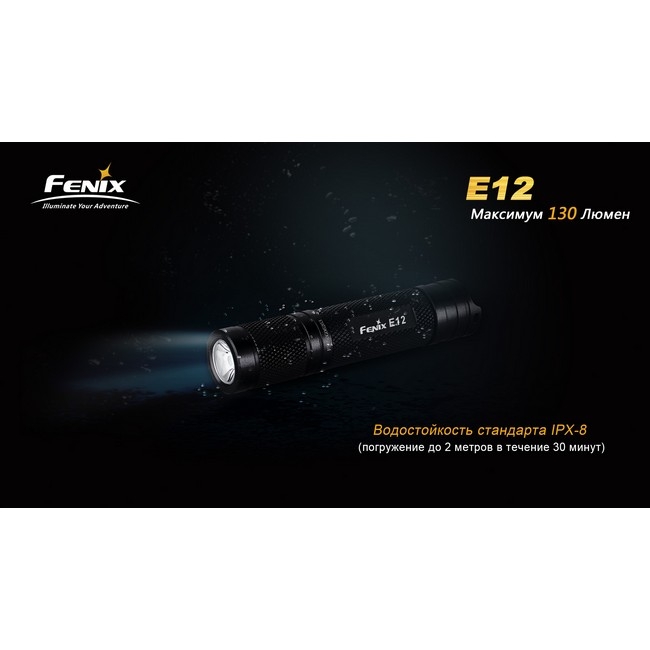 FENIX
Illuminate Your Adventure
E12
Максимум 130 Люмен
FENIX E12
Водостойкость стандарта IPX-8
(погружение до 2 метров в течение 30 минут)